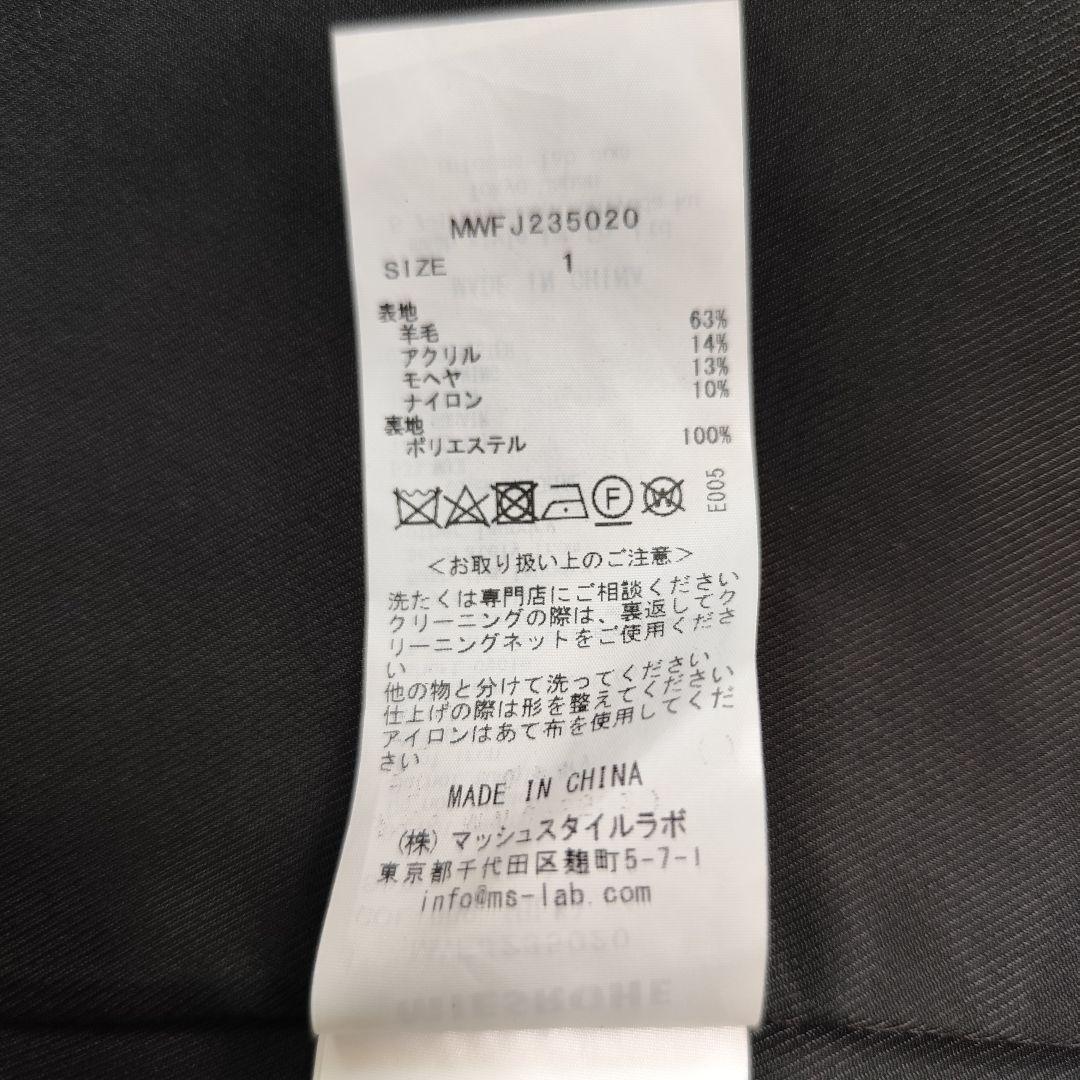 MWFJ235020
SIZE 1
表地
羊毛 63%
アクリル 14%
モヘヤ 13%
ナイロン 10%
裏地
ポリエステル 100%
F W E005
<お取り扱い上のご注意>
洗たくは専門店にご相談ください
クリーニングの際は、裏返してク
リーニングネットをご使用くださ
い
他の物と分けて洗ってください
仕上げの際は形を整えてください
アイロンはあて布を使用してくだ
さい
MADE IN CHINA
(株) マッシュスタイルラボ
東京都千代田区麹町5-7-1
info@ms-lab.com